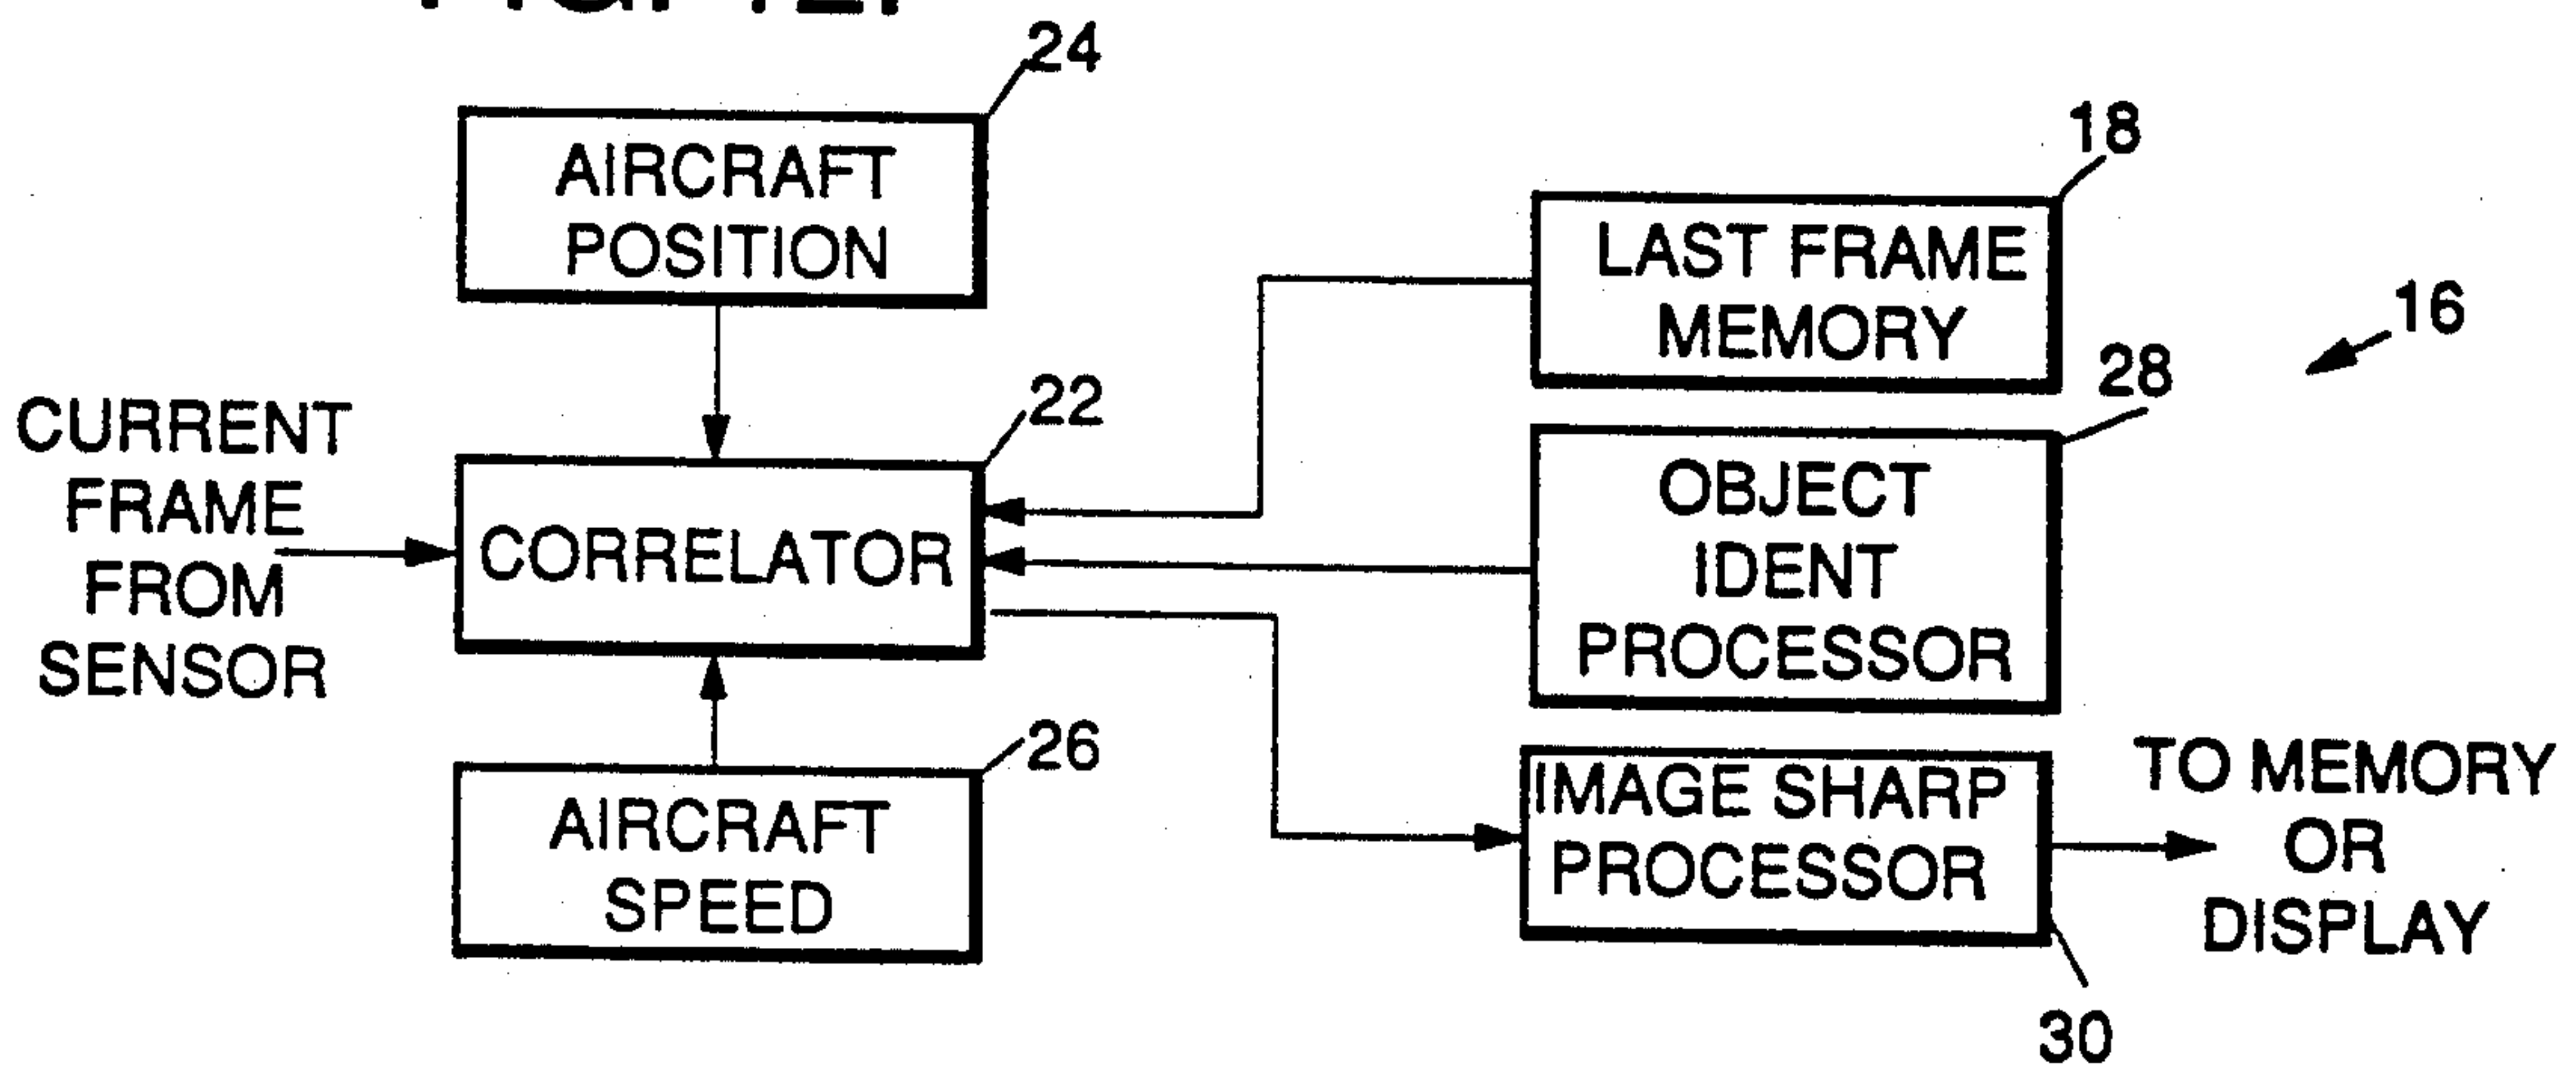 24
AIRCRAFT
POSITION
18
LAST FRAME
MEMORY
16
28
CURRENT
FRAME
FROM
SENSOR
22
CORRELATOR
OBJECT
IDENT
PROCESSOR
26
AIRCRAFT
SPEED
IMAGE SHARP
PROCESSOR
TO MEMORY
OR
DISPLAY
30